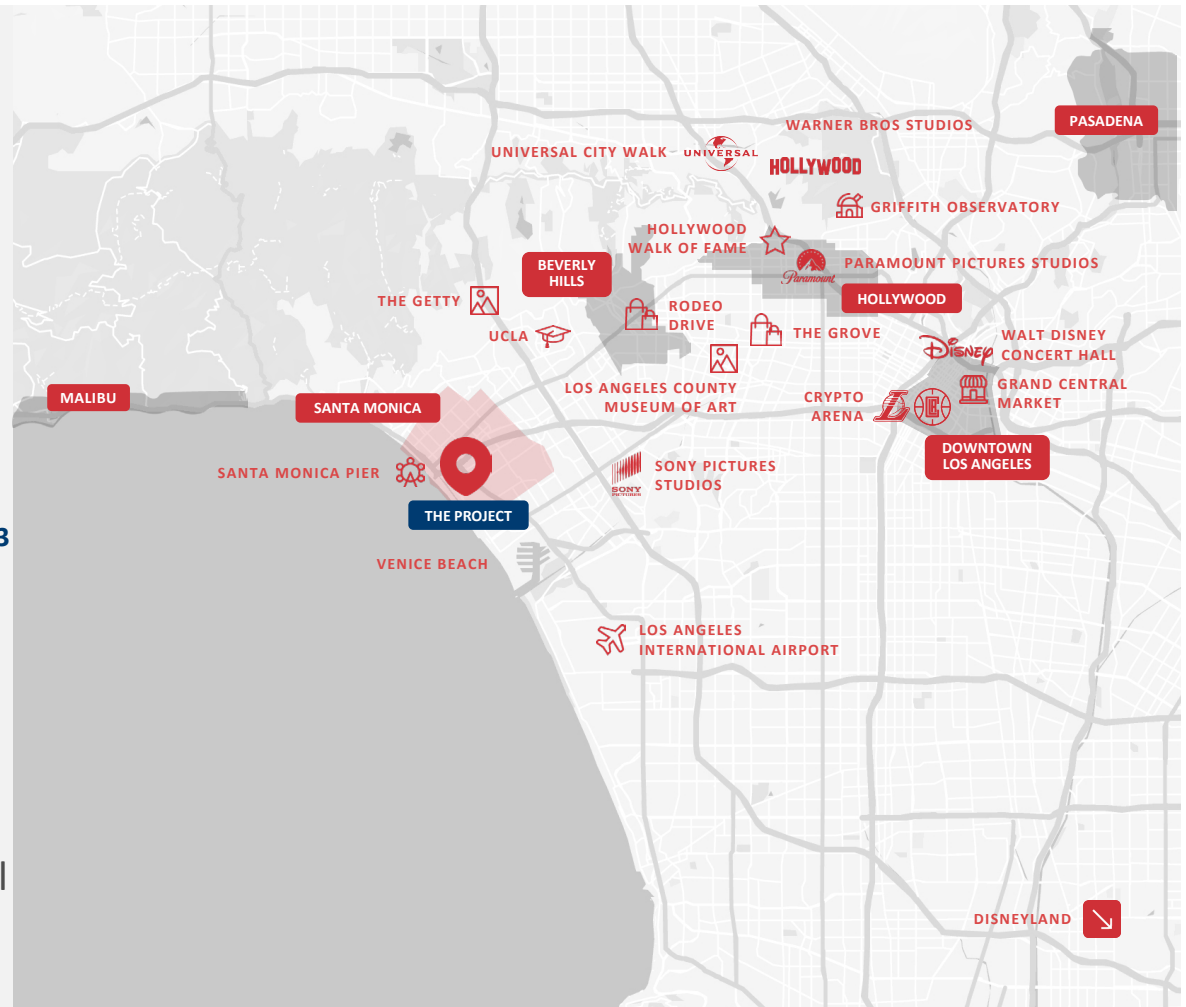 PASADENA
WARNER BROS STUDIOS
UNIVERSAL CITY WALK
UNIVERSAL
HOLLYWOOD
GRIFFITH OBSERVATORY
HOLLYWOOD
WALK OF FAME
Paramount
PARAMOUNT PICTURES STUDIOS
BEVERLY
HILLS
HOLLYWOOD
THE GETTY
RODEO
DRIVE
UCLA
THE GROVE
Disney
WALT DISNEY
CONCERT HALL
LOS ANGELES COUNTY
MUSEUM OF ART
GRAND CENTRAL
MARKET
MALIBU
SANTA MONICA
CRYPTO
ARENA
L
C
DOWNTOWN
LOS ANGELES
SANTA MONICA PIER
SONY
PICTURES
SONY PICTURES
STUDIOS
THE PROJECT
3
VENICE BEACH
LOS ANGELES
INTERNATIONAL AIRPORT
DISNEYLAND